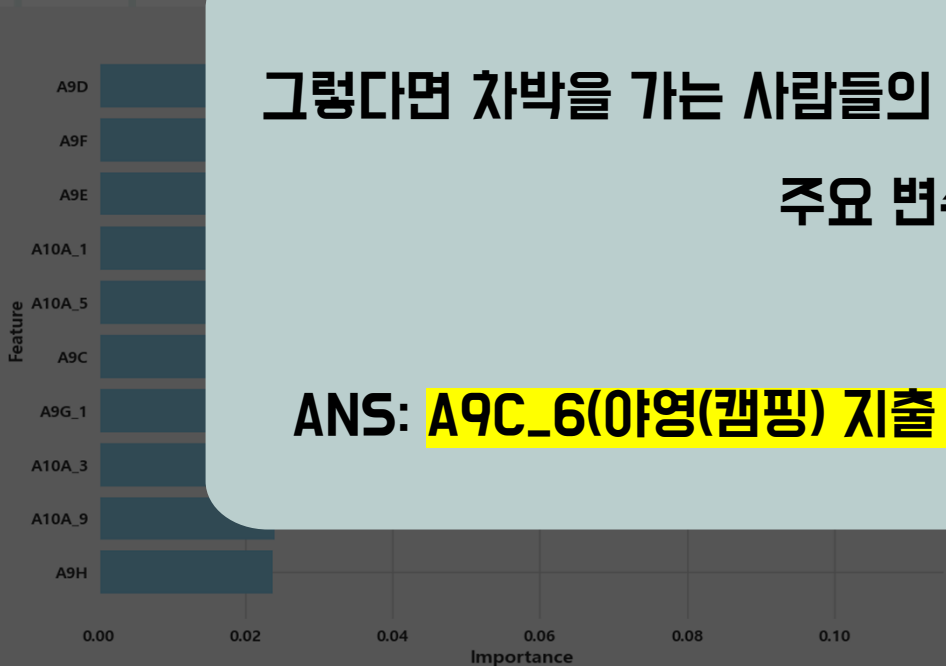 그렇다면 차박을 가는 사람들의
주요
ANS: A9C_6(야영(캠핑) 지출
A9D
A9F
A9E
A10A_1
A10A_5
A9C
A9G_1
A10A_3
A10A_9
A9H
Feature
0.00 0.02 0.04 0.06 0.08 0.10
Importance